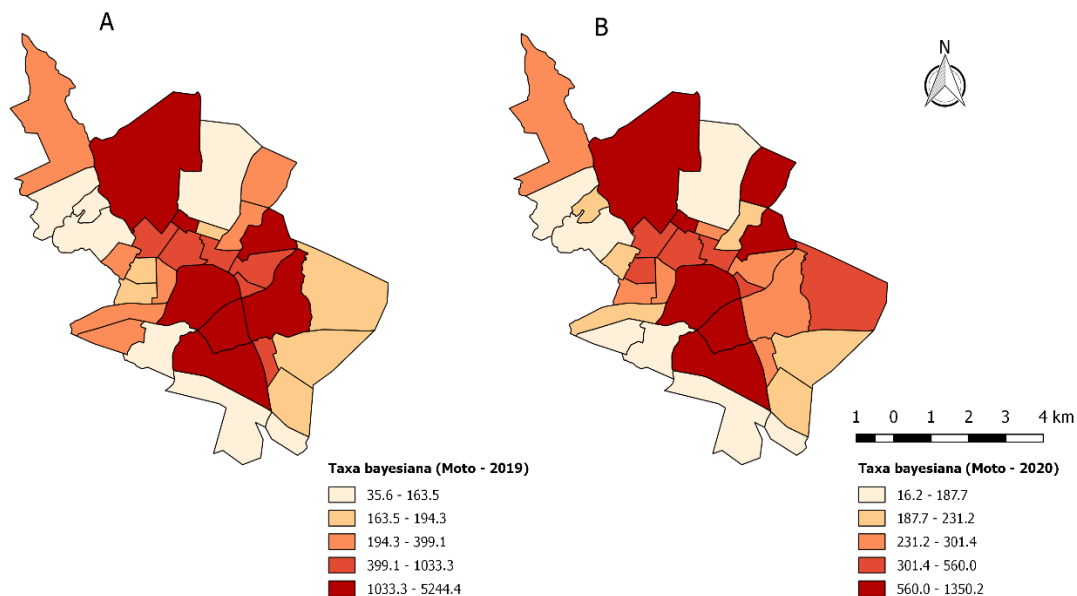 A
B
N
1 0 1 2 3 4 km
Taxa bayesiana (Moto - 2019)
35.6 - 163.5
163.5 - 194.3
194.3 - 399.1
399.1 - 1033.3
1033.3 - 5244.4
Taxa bayesiana (Moto - 2020)
16.2 - 187.7
187.7 - 231.2
231.2 - 301.4
301.4 - 560.0
560.0 - 1350.2